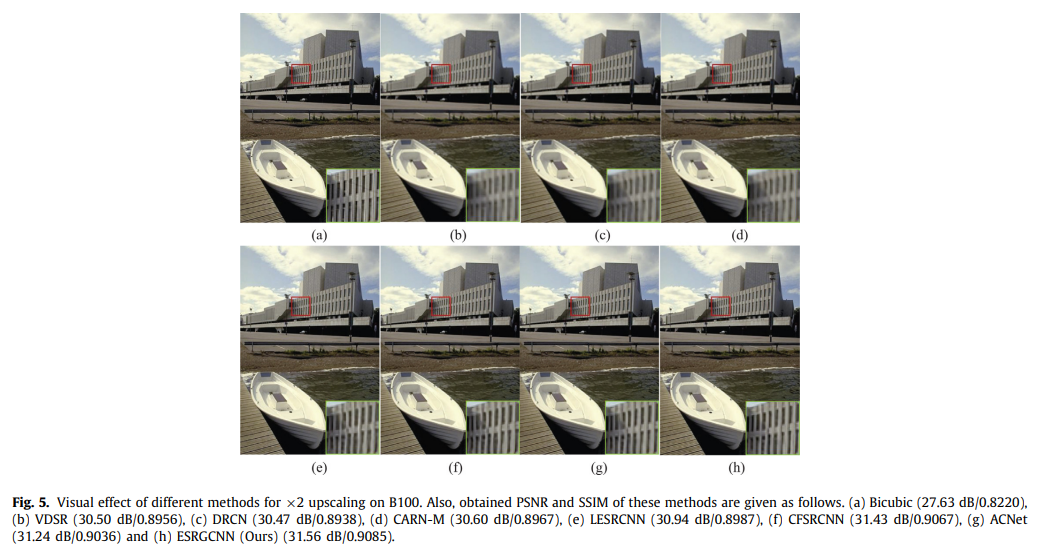 (a) (b) (c) (d)
(e) (f) (g) (h)
Fig. 5. Visual effect of different methods for ×2 upscaling on B100. Also, obtained PSNR and SSIM of these methods are given as follows. (a) Bicubic (27.63 dB/0.8220),
(b) VDSR (30.50 dB/0.8956), (c) DRCN (30.47 dB/0.8938), (d) CARN-M (30.60 dB/0.8967), (e) LESRCNN (30.94 dB/0.8987), (f) CFSRCNN (31.43 dB/0.9067), (g) ACNet
(31.24 dB/0.9036) and (h) ESRGCNN (Ours) (31.56 dB/0.9085).